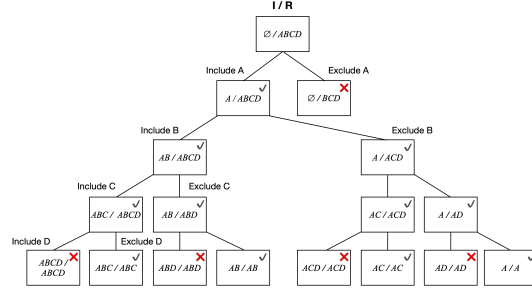 I / R
∅ / ABCD
Include A
Exclude A
A / ABCD
∅ / BCD
Include B
Exclude B
AB / ABCD
A / ACD
Include C
Exclude C
ABC / ABCD
AB / ABD
AC / ACD
A / AD
Include D
Exclude D
ABCD /
ABCD
ABC / ABC
ABD / ABD
AB / AB
ACD / ACD
AC / AC
AD / AD
A / A